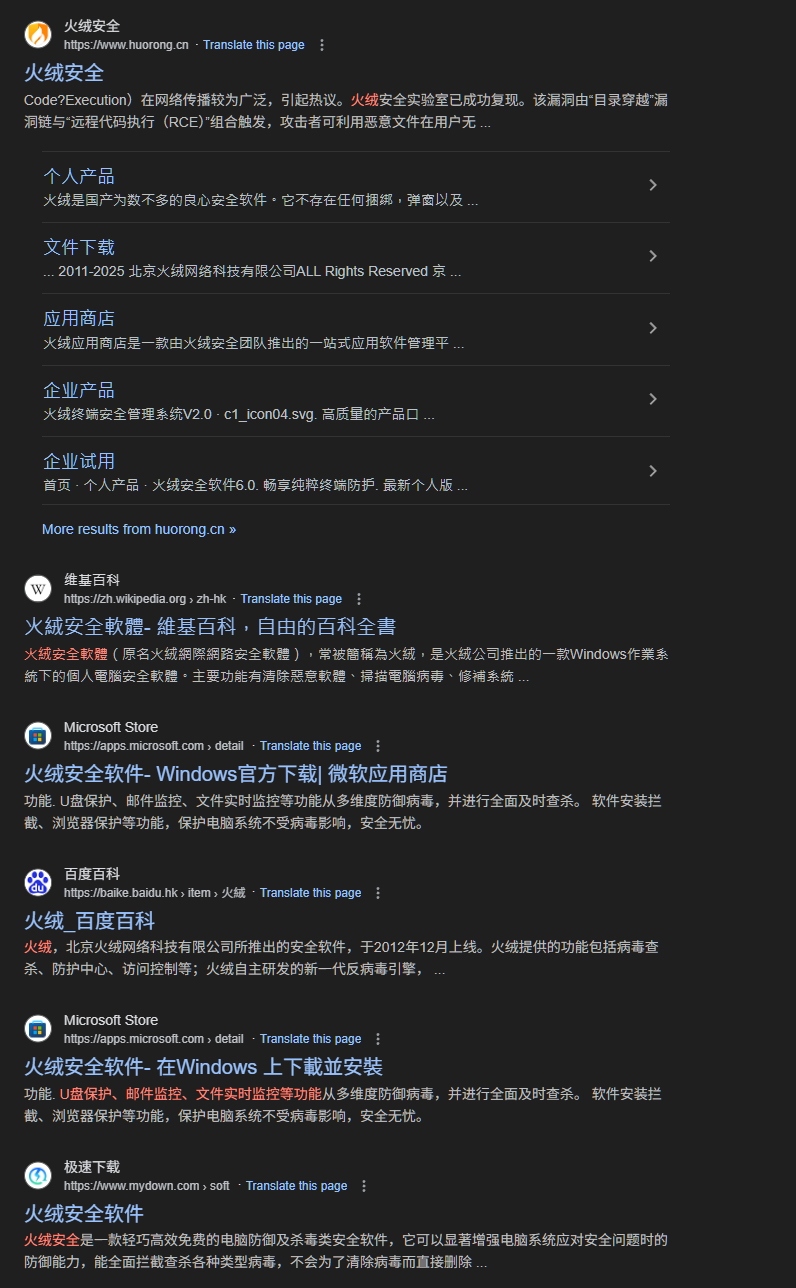 火绒安全
https://www.huorong.cn · Translate this page
火绒安全
Code?Execution）在网络传播较为广泛，引起热议。火绒安全实验室已成功复现。该漏洞由“目录穿越”漏
洞链与“远程代码执行（RCE）”组合触发，攻击者可利用恶意文件在用户无 ...
个人产品
火绒是国产为数不多的良心安全软件。它不存在任何捆綁，弹窗以及 ...
文件下载
... 2011-2025 北京火绒网络科技有限公司ALL Rights Reserved 京 ...
应用商店
火绒应用商店是一款由火绒安全团队推出的一站式应用软件管理平 ...
企业产品
火绒终端安全管理系统V2.0 · c1_icon04.svg. 高质量的产品口 ...
企业试用
首页 · 个人产品 · 火绒安全软件6.0. 畅享纯粹终端防护. 最新个人版 ...
More results from huorong.cn »
维基百科
W
https://zh.wikipedia.org › zh-hk · Translate this page
火絨安全軟體- 維基百科，自由的百科全書
火絨安全軟體（原名火絨網際網路安全軟體），常被簡稱為火絨，是火絨公司推出的一款Windows作業系
統下的個人電腦安全軟體。主要功能有清除惡意軟體、掃描電腦病毒、修補系統 ...
Microsoft Store
https://apps.microsoft.com › detail · Translate this page
火绒安全软件- Windows官方下载| 微软应用商店
功能. U盘保护、邮件监控、文件实时监控等功能从多维度防御病毒，并进行全面及时查杀。 软件安装拦
截、浏览器保护等功能，保护电脑系统不受病毒影响，安全无忧。
百度百科
du
https://baike.baidu.hk › item › 火絨 · Translate this page
火绒_百度百科
火绒，北京火绒网络科技有限公司所推出的安全软件，于2012年12月上线。火绒提供的功能包括病毒查
杀、防护中心、访问控制等；火绒自主研发的新一代反病毒引擎， ...
Microsoft Store
https://apps.microsoft.com › detail · Translate this page
火绒安全软件- 在Windows 上下載並安裝
功能. U盘保护、邮件监控、文件实时监控等功能从多维度防御病毒，并进行全面及时查杀。 软件安装拦
截、浏览器保护等功能，保护电脑系统不受病毒影响，安全无忧。
极速下载
https://www.mydown.com › soft · Translate this page
火绒安全软件
火绒安全是一款轻巧高效免费的电脑防御及杀毒类安全软件，它可以显著增强电脑系统应对安全问题时的
防御能力，能全面拦截查杀各种类型病毒，不会为了清除病毒而直接删除 ...